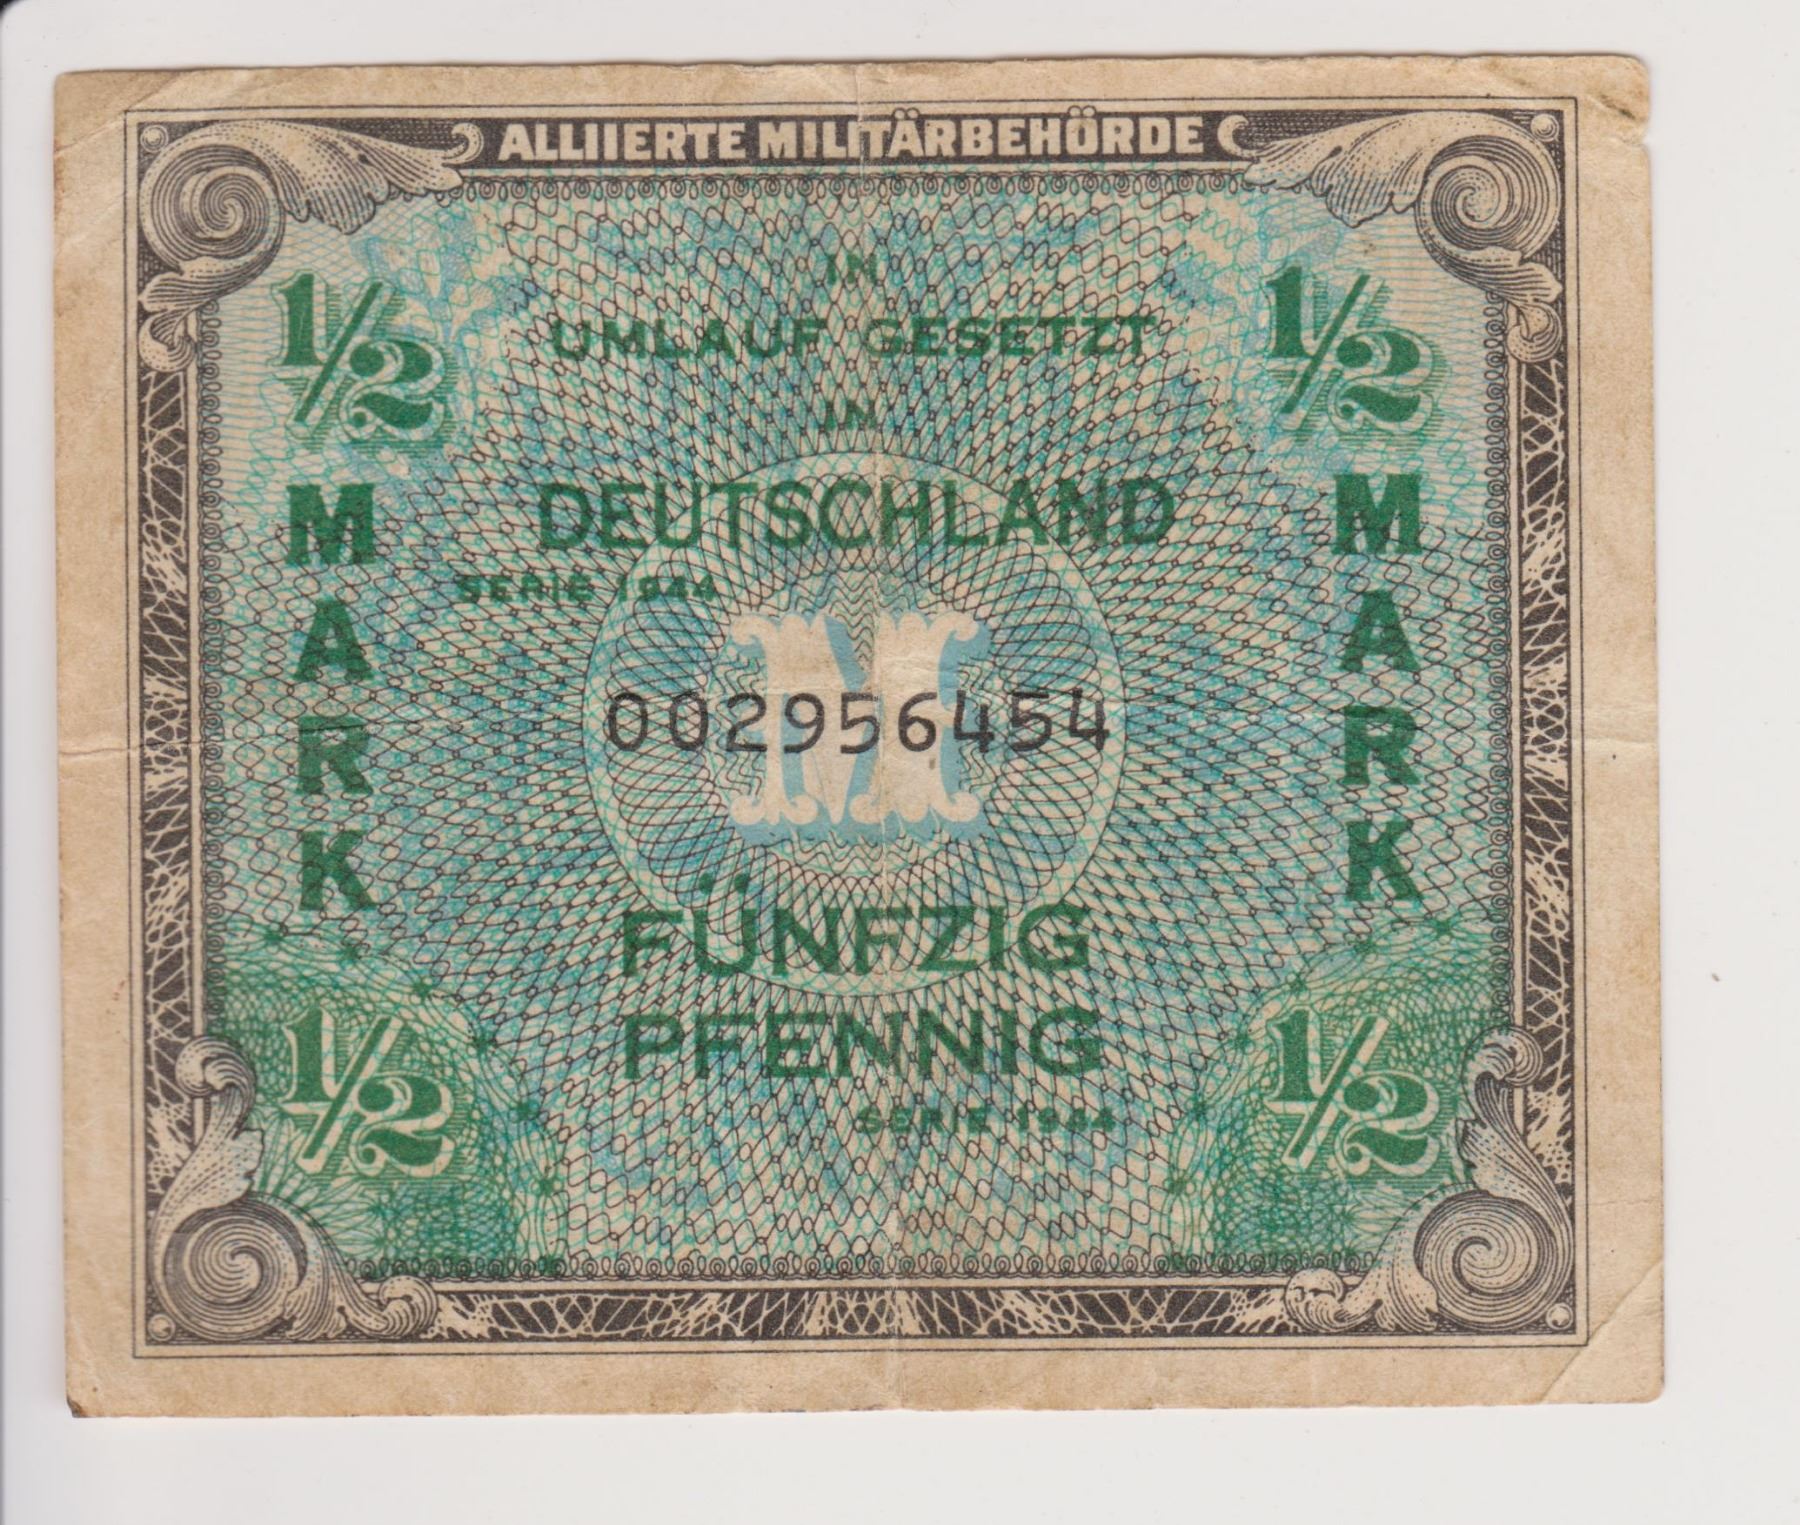 ALLIIERTE MILITÄRBEHÖRDE
1/2 IN 1/2
UMLAUF GESETZT
IN
DEUTSCHLAND
SERIE 1944
MARK
M
002956454
MARK
FÜNFZIG
PFENNIG
1/2 1/2
SERIE 1944